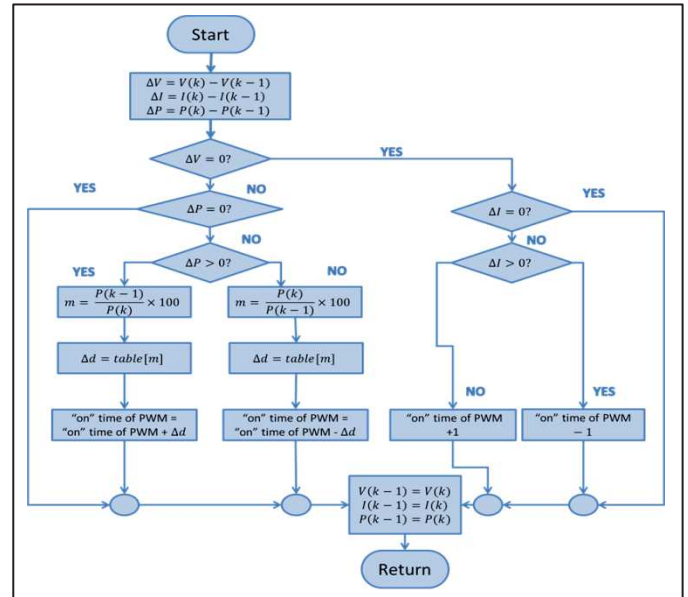 Start
ΔV = V(k) − V(k − 1)
ΔI = I(k) − I(k − 1)
ΔP = P(k) − P(k − 1)
ΔV = 0?
YES
YES
NO
YES
ΔP = 0?
ΔI = 0?
NO
NO
ΔP > 0?
ΔI > 0?
YES
NO
m = P(k − 1)/P(k) × 100
m = P(k)/P(k − 1) × 100
Δd = table[m]
Δd = table[m]
NO
YES
"on" time of PWM =
"on" time of PWM + Δd
"on" time of PWM =
"on" time of PWM - Δd
"on" time of PWM
+1
"on" time of PWM
− 1
V(k − 1) = V(k)
I(k − 1) = I(k)
P(k − 1) = P(k)
Return